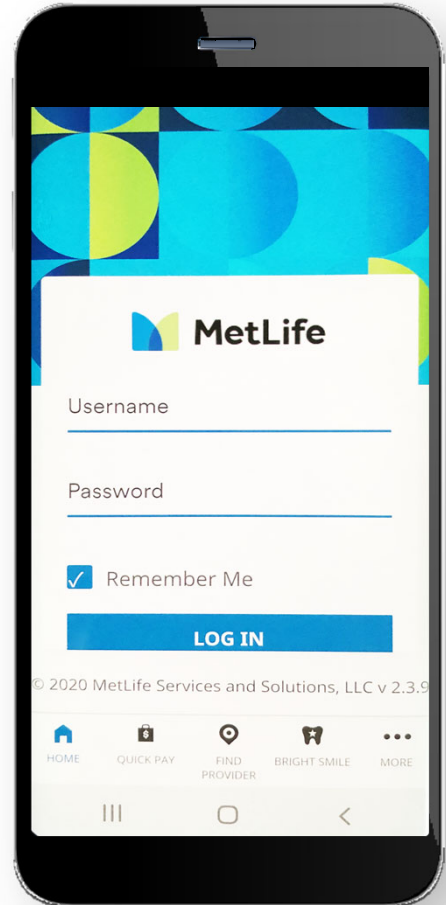 MetLife
Username
Password
Remember Me
LOG IN
© 2020 MetLife Services and Solutions, LLC v 2.3.9
HOME
QUICK PAY
FIND
PROVIDER
BRIGHT SMILE
MORE